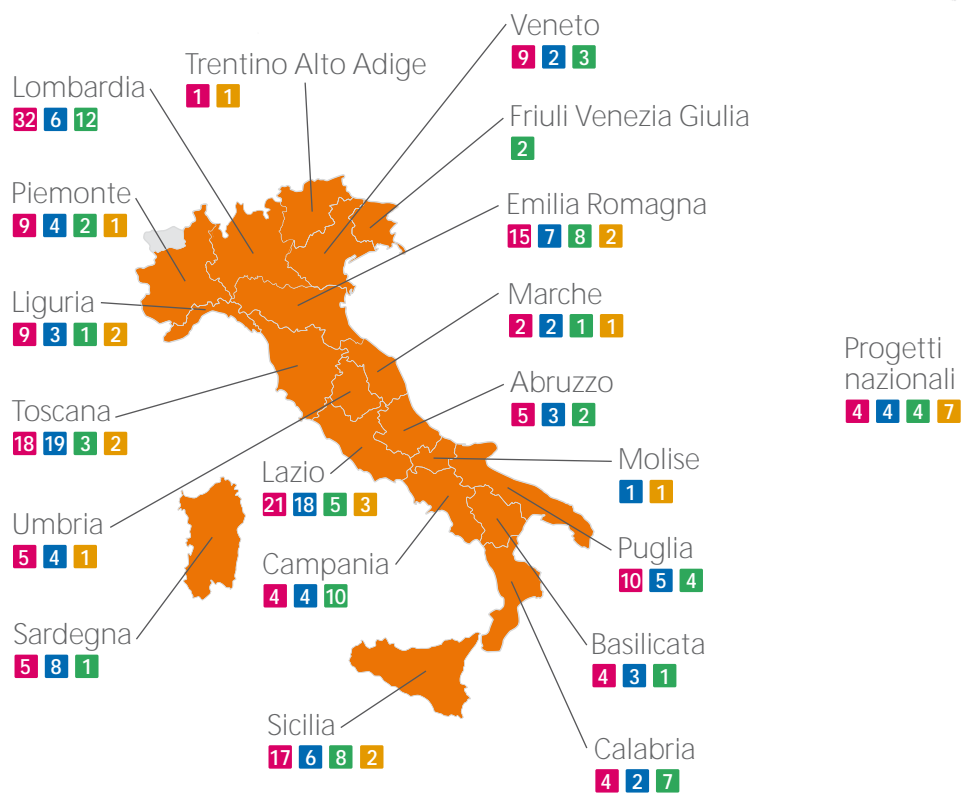 Veneto
9 2 3
Trentino Alto Adige
1 1
Lombardia
32 6 12
Friuli Venezia Giulia
2
Piemonte
9 4 2 1
Emilia Romagna
15 7 8 2
Liguria
9 3 1 2
Marche
2 2 1 1
Progetti
nazionali
4 4 4 7
Abruzzo
5 3 2
Toscana
18 19 3 2
Lazio
21 18 5 3
Molise
1 1
Umbria
5 4 1
Campania
4 4 10
Puglia
10 5 4
Sardegna
5 8 1
Basilicata
4 3 1
Sicilia
17 6 8 2
Calabria
4 2 7